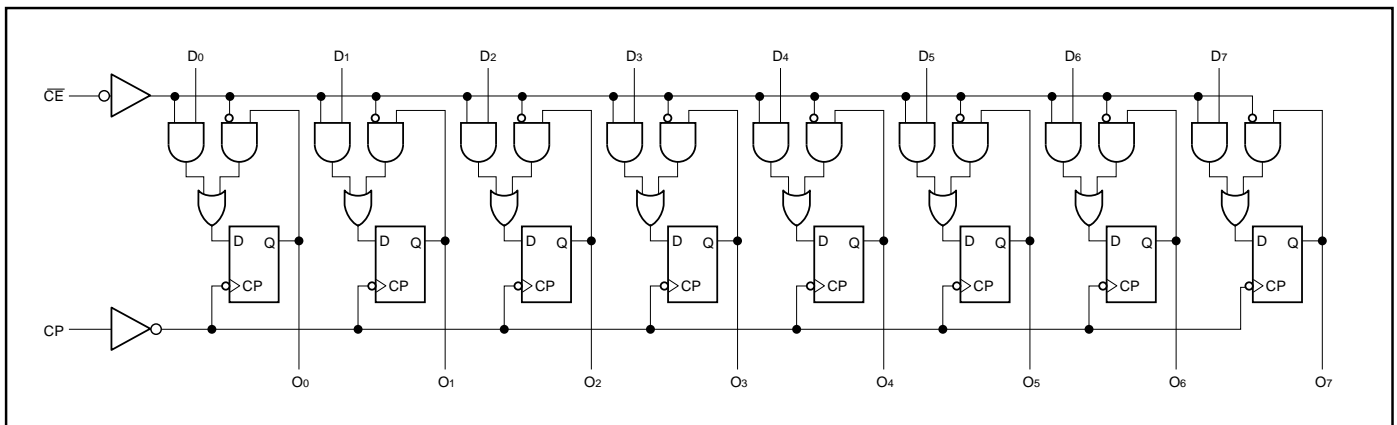 D0 D1 D2 D3 D4 D5 D6 D7
C̅E̅
D Q D Q D Q D Q D Q D Q D Q D Q
CP CP CP CP CP CP CP CP
CP
O0 O1 O2 O3 O4 O5 O6 O7